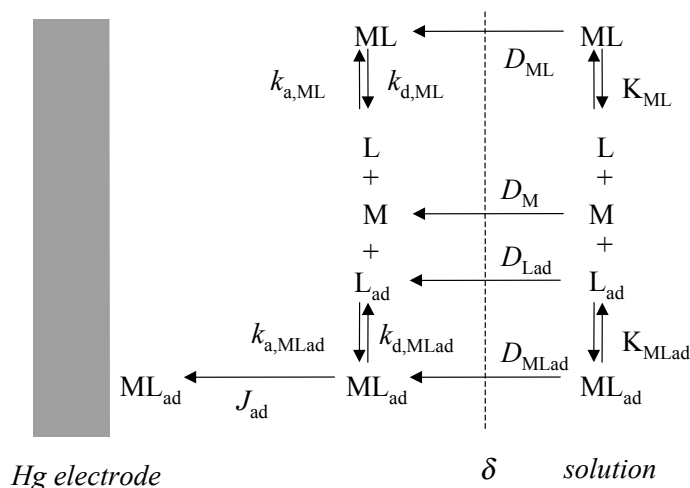 ML ML
D_ML
k_a,ML k_d,ML K_ML
L L
+ +
D_M
M M
+ +
D_Lad
L_ad L_ad
k_a,MLad k_d,MLad K_MLad
D_MLad
ML_ad ML_ad ML_ad
J_ad
Hg electrode δ solution